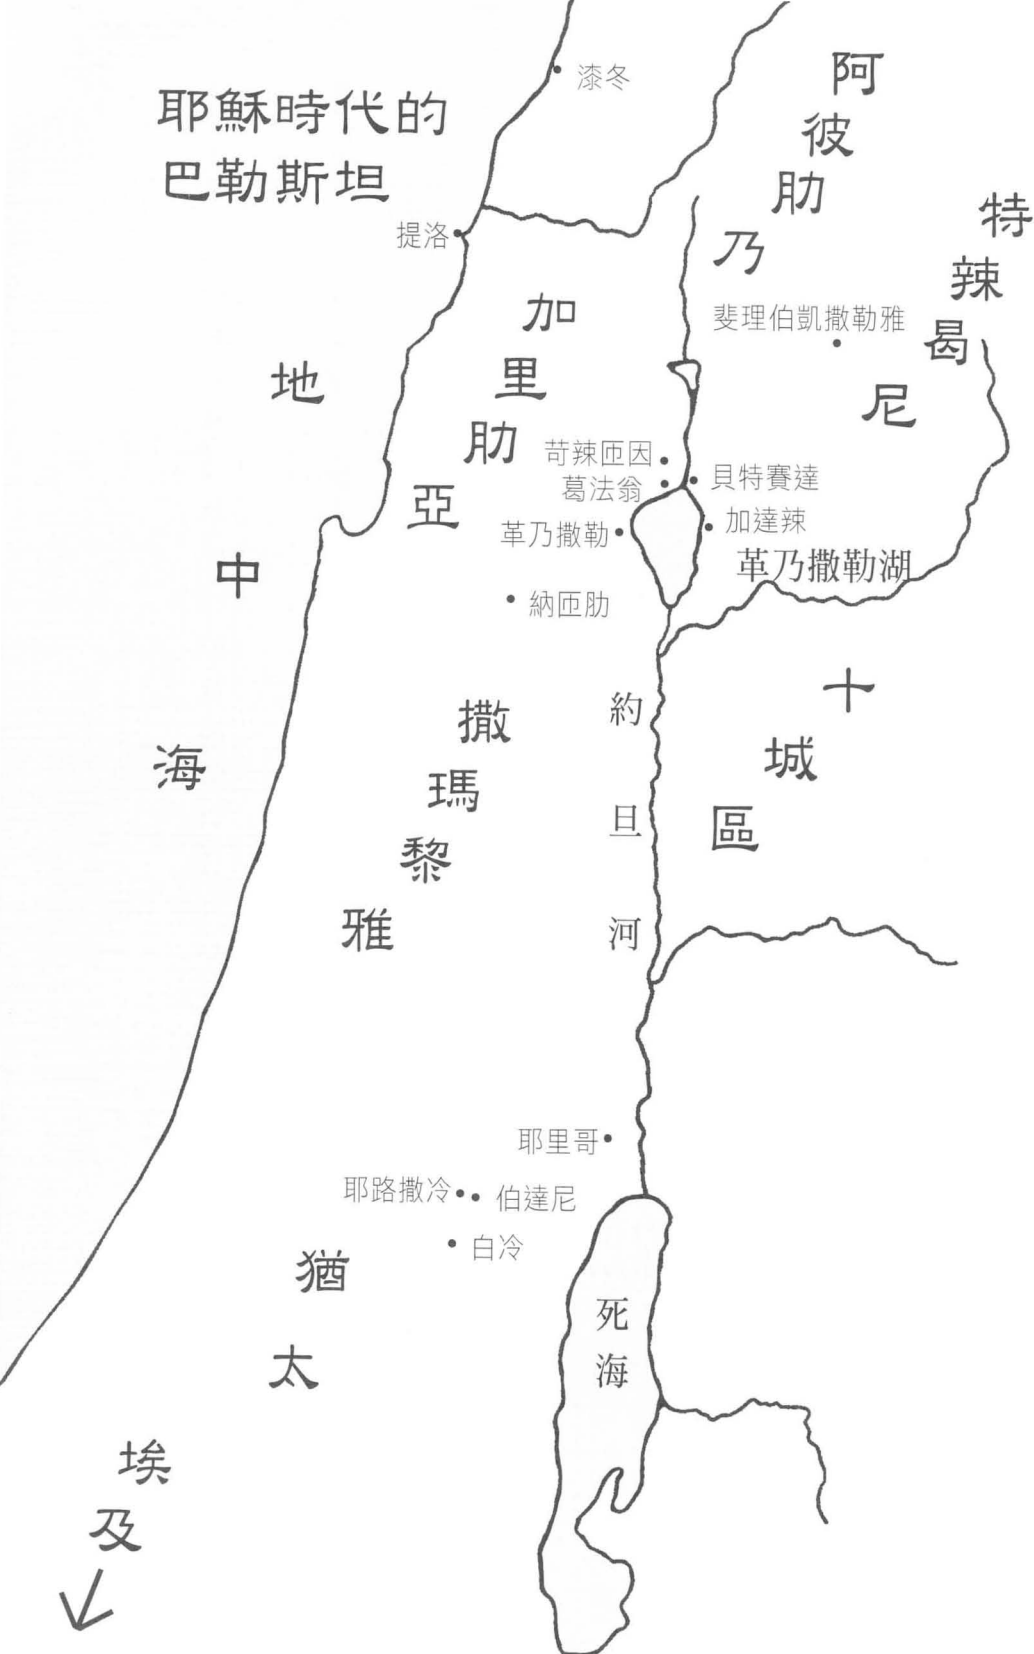 耶穌時代的
巴勒斯坦
漆冬
提洛
阿彼肋乃
特辣曷尼
斐理伯凱撒勒雅
加里肋亞
地中海
苛辣匝因
葛法翁
貝特賽達
革乃撒勒
加達辣
革乃撒勒湖
納匝肋
撒瑪黎雅
約旦河
十城區
耶里哥
耶路撒冷
伯達尼
白冷
猶太
死海
埃及